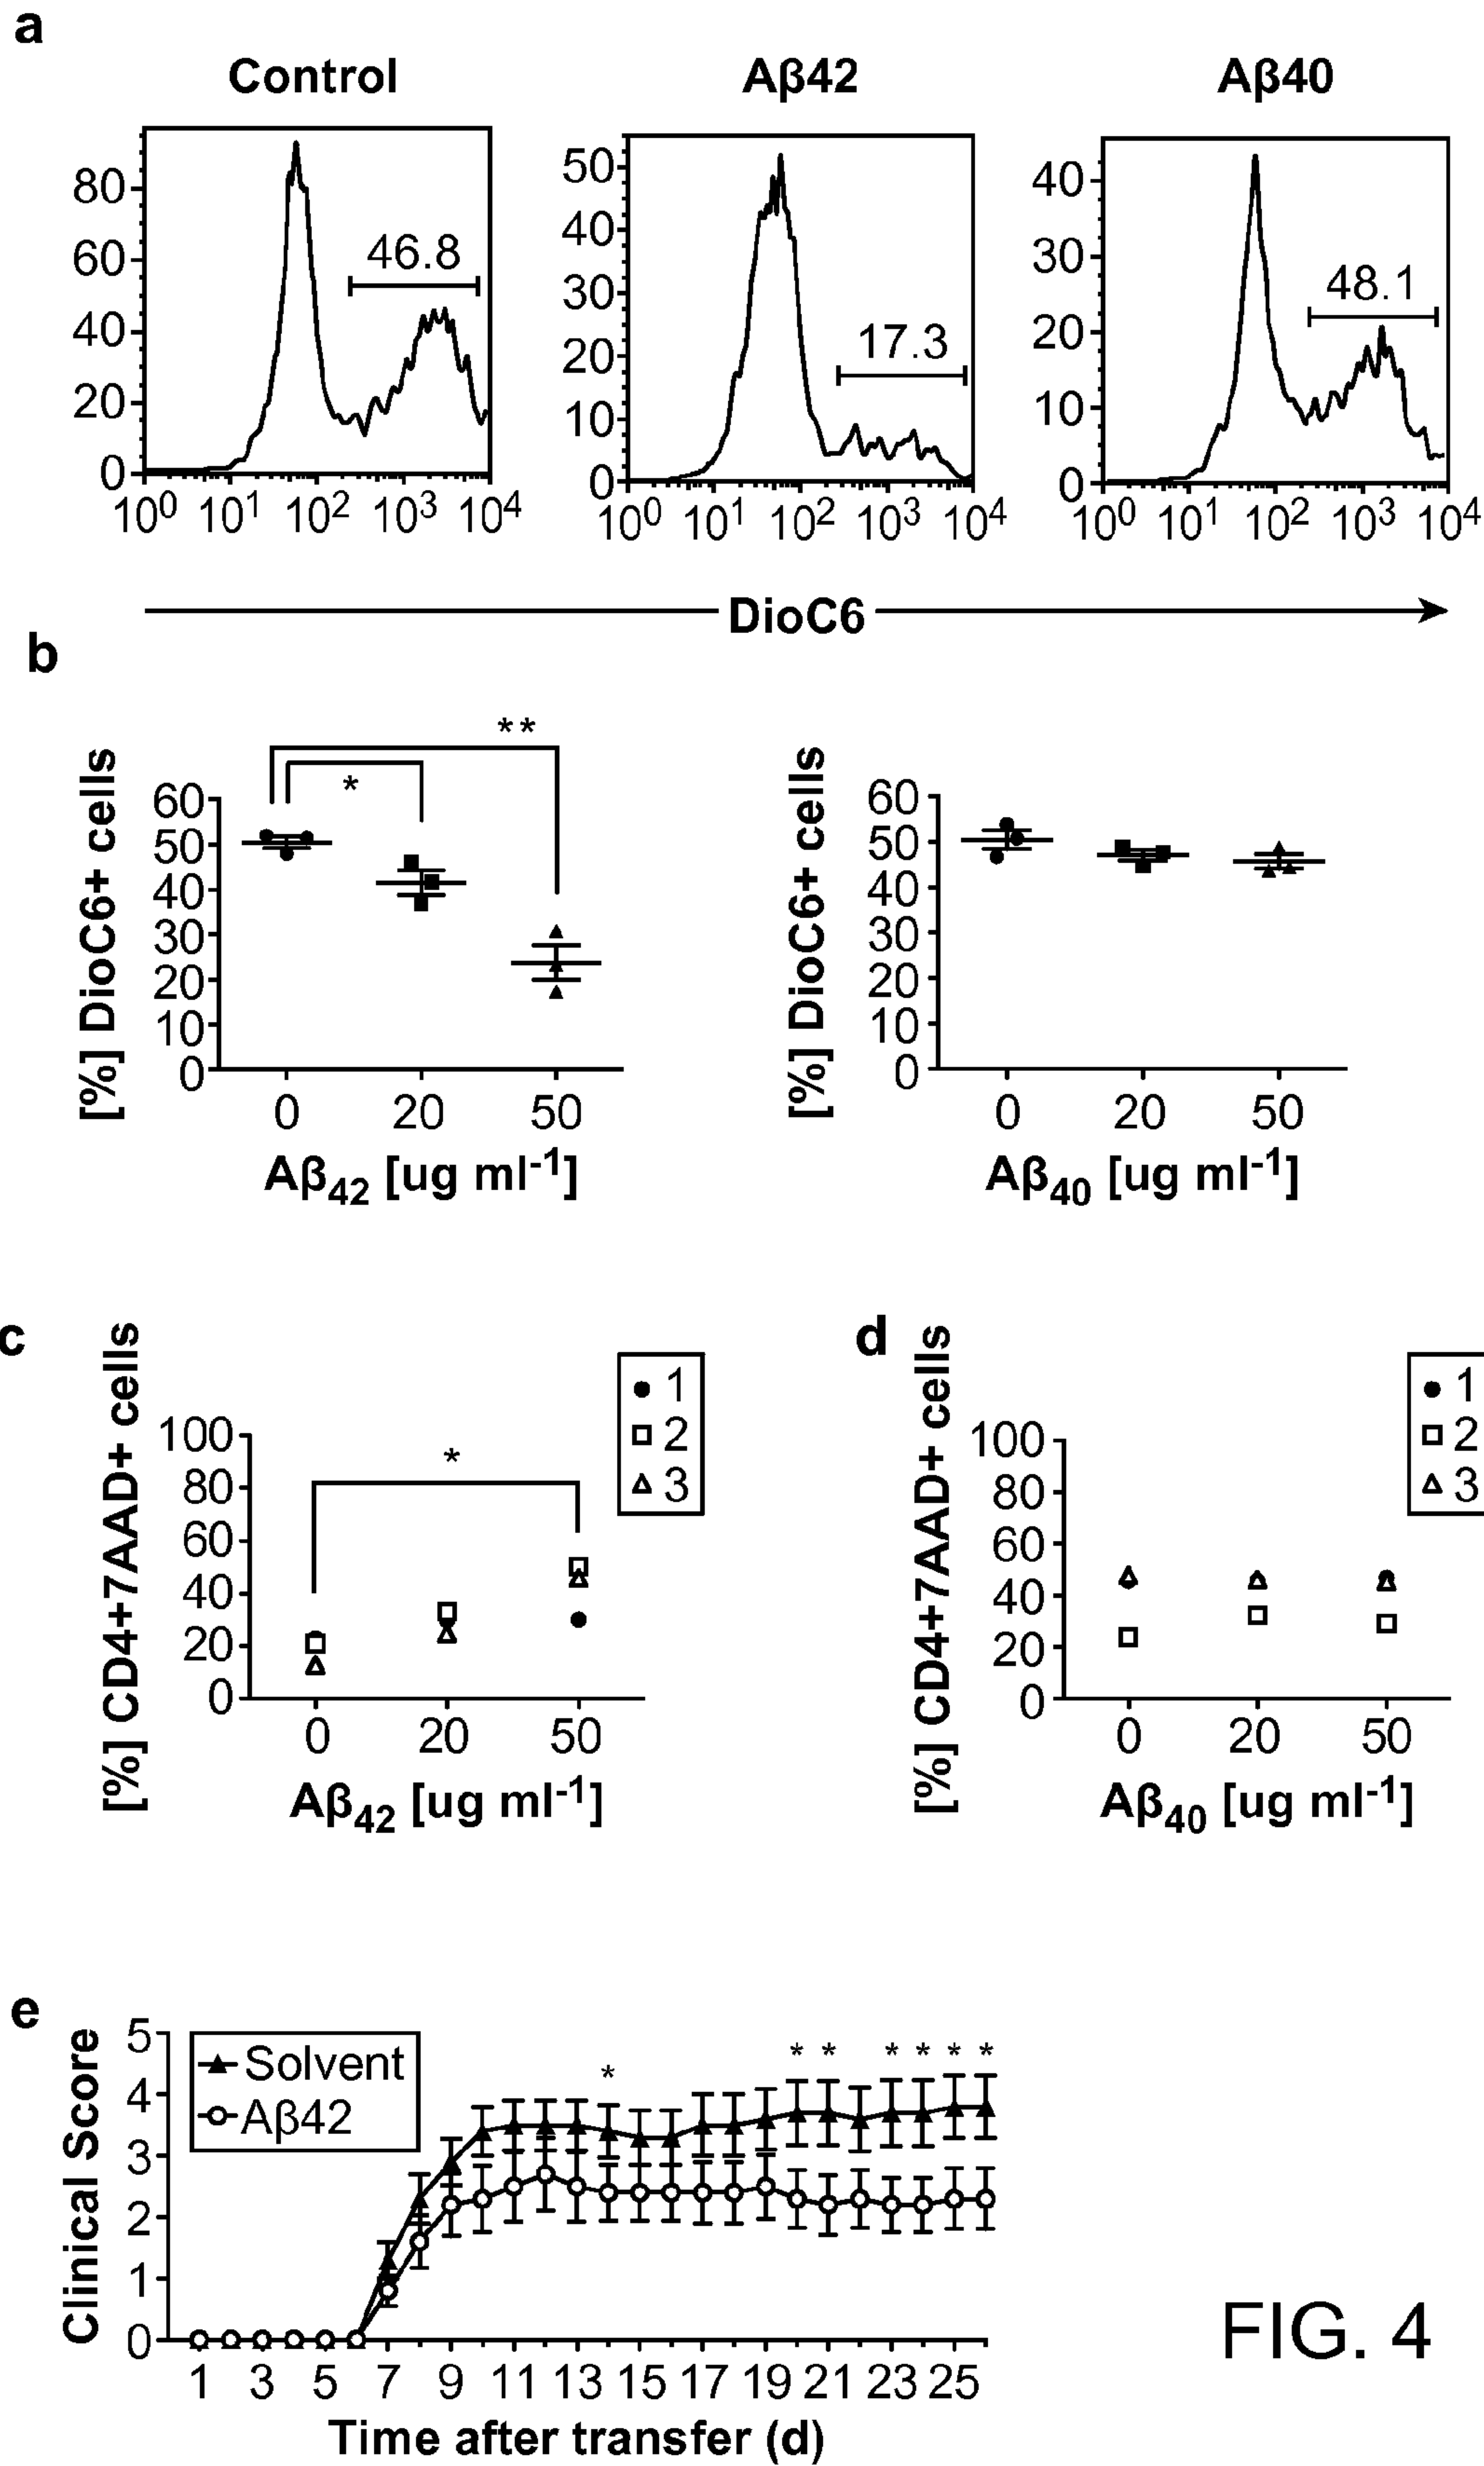 a
Control
Aβ42
Aβ40
80
60
40
20
0
46.8
10⁰ 10¹ 10² 10³ 10⁴
50
40
30
20
10
0
17.3
10⁰ 10¹ 10² 10³ 10⁴
40
30
20
10
0
48.1
10⁰ 10¹ 10² 10³ 10⁴
DioC6
b
[%] DioC6+ cells
60
50
40
30
20
10
0
*
**
0 20 50
Aβ₄₂ [ug ml⁻¹]
[%] DioC6+ cells
60
50
40
30
20
10
0
0 20 50
Aβ₄₀ [ug ml⁻¹]
c
[%] CD4+7AAD+ cells
100
80
60
40
20
0
*
1
2
3
0 20 50
Aβ₄₂ [ug ml⁻¹]
d
[%] CD4+7AAD+ cells
100
80
60
40
20
0
1
2
3
0 20 50
Aβ₄₀ [ug ml⁻¹]
e
Clinical Score
5
4
3
2
1
0
Solvent
Aβ42
* * * * * * *
1 3 5 7 9 11 13 15 17 19 21 23 25
Time after transfer (d)
FIG. 4